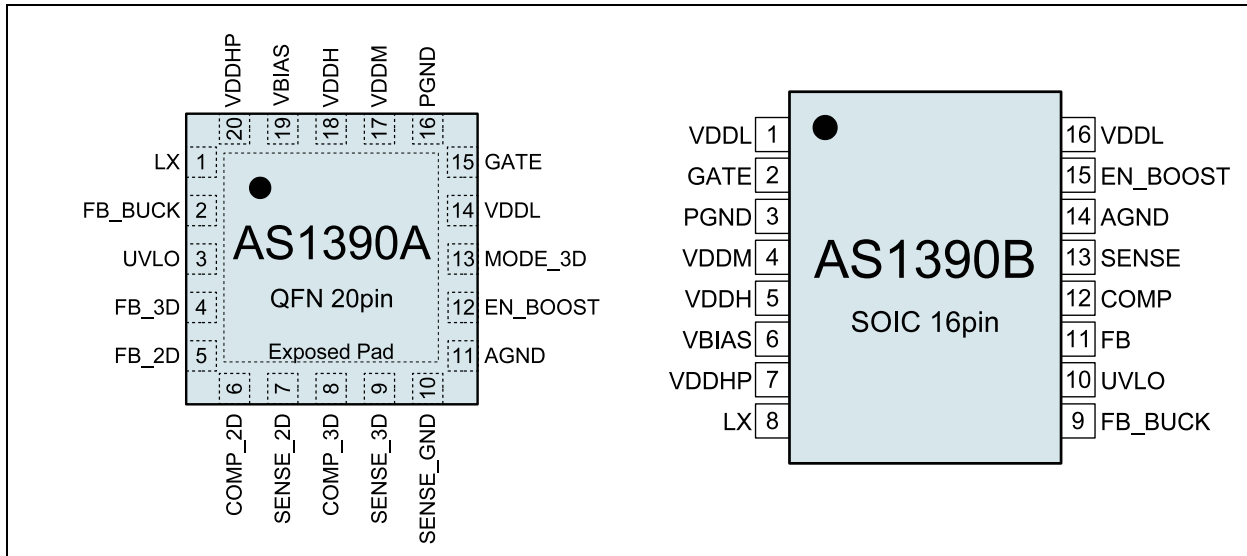 VDDHP
VBIAS
VDDH
VDDM
PGND
20
19
18
17
16
LX 1
15 GATE
FB_BUCK 2
14 VDDL
UVLO 3
13 MODE_3D
FB_3D 4
12 EN_BOOST
FB_2D 5
11 AGND
AS1390A
QFN 20pin
Exposed Pad
6
7
8
9
10
COMP_2D
SENSE_2D
COMP_3D
SENSE_3D
SENSE_GND
VDDL 1
GATE 2
PGND 3
VDDM 4
VDDH 5
VBIAS 6
VDDHP 7
LX 8
AS1390B
SOIC 16pin
16 VDDL
15 EN_BOOST
14 AGND
13 SENSE
12 COMP
11 FB
10 UVLO
9 FB_BUCK